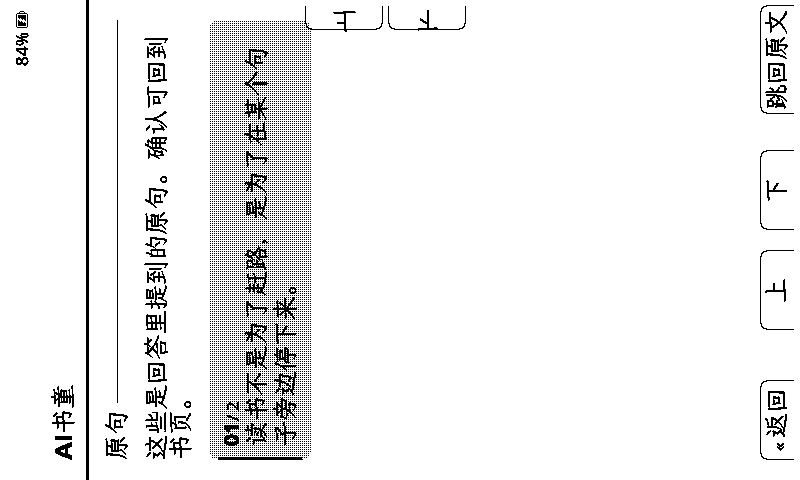 84%
AI书童
原句
这些是回答里提到的原句。确认可回到
书页。
01/2
读书不是为了赶路，是为了在某个句
子旁边停下来。
上
下
«返回
上
下
跳回原文